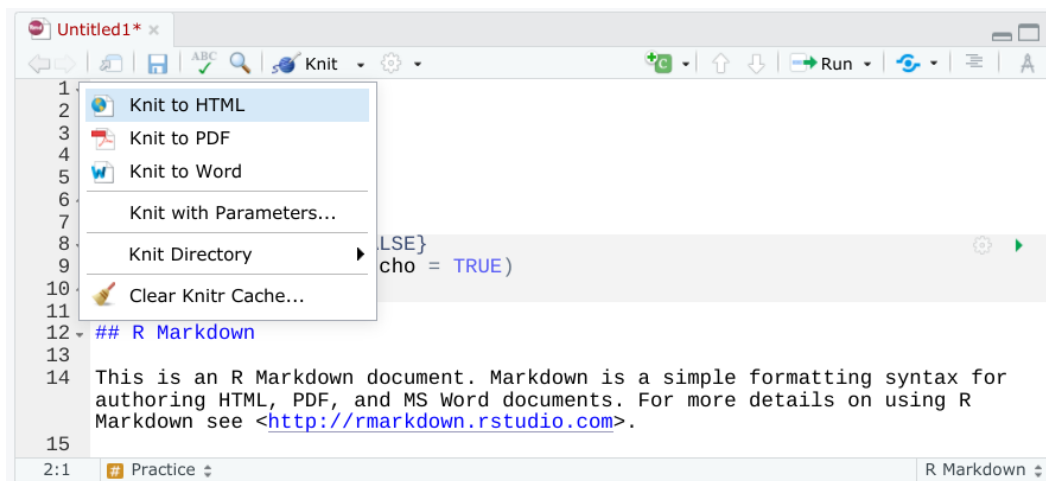 Untitled1*
ABC Knit C Run
1
2
3
4
5
6
7
8
9
10
11
Knit to HTML
Knit to PDF
Knit to Word
Knit with Parameters...
Knit Directory
Clear Knitr Cache...
LSE}
cho = TRUE)
12 ## R Markdown
13
14 This is an R Markdown document. Markdown is a simple formatting syntax for
authoring HTML, PDF, and MS Word documents. For more details on using R
Markdown see <http://rmarkdown.rstudio.com>.
15
2:1 # Practice R Markdown